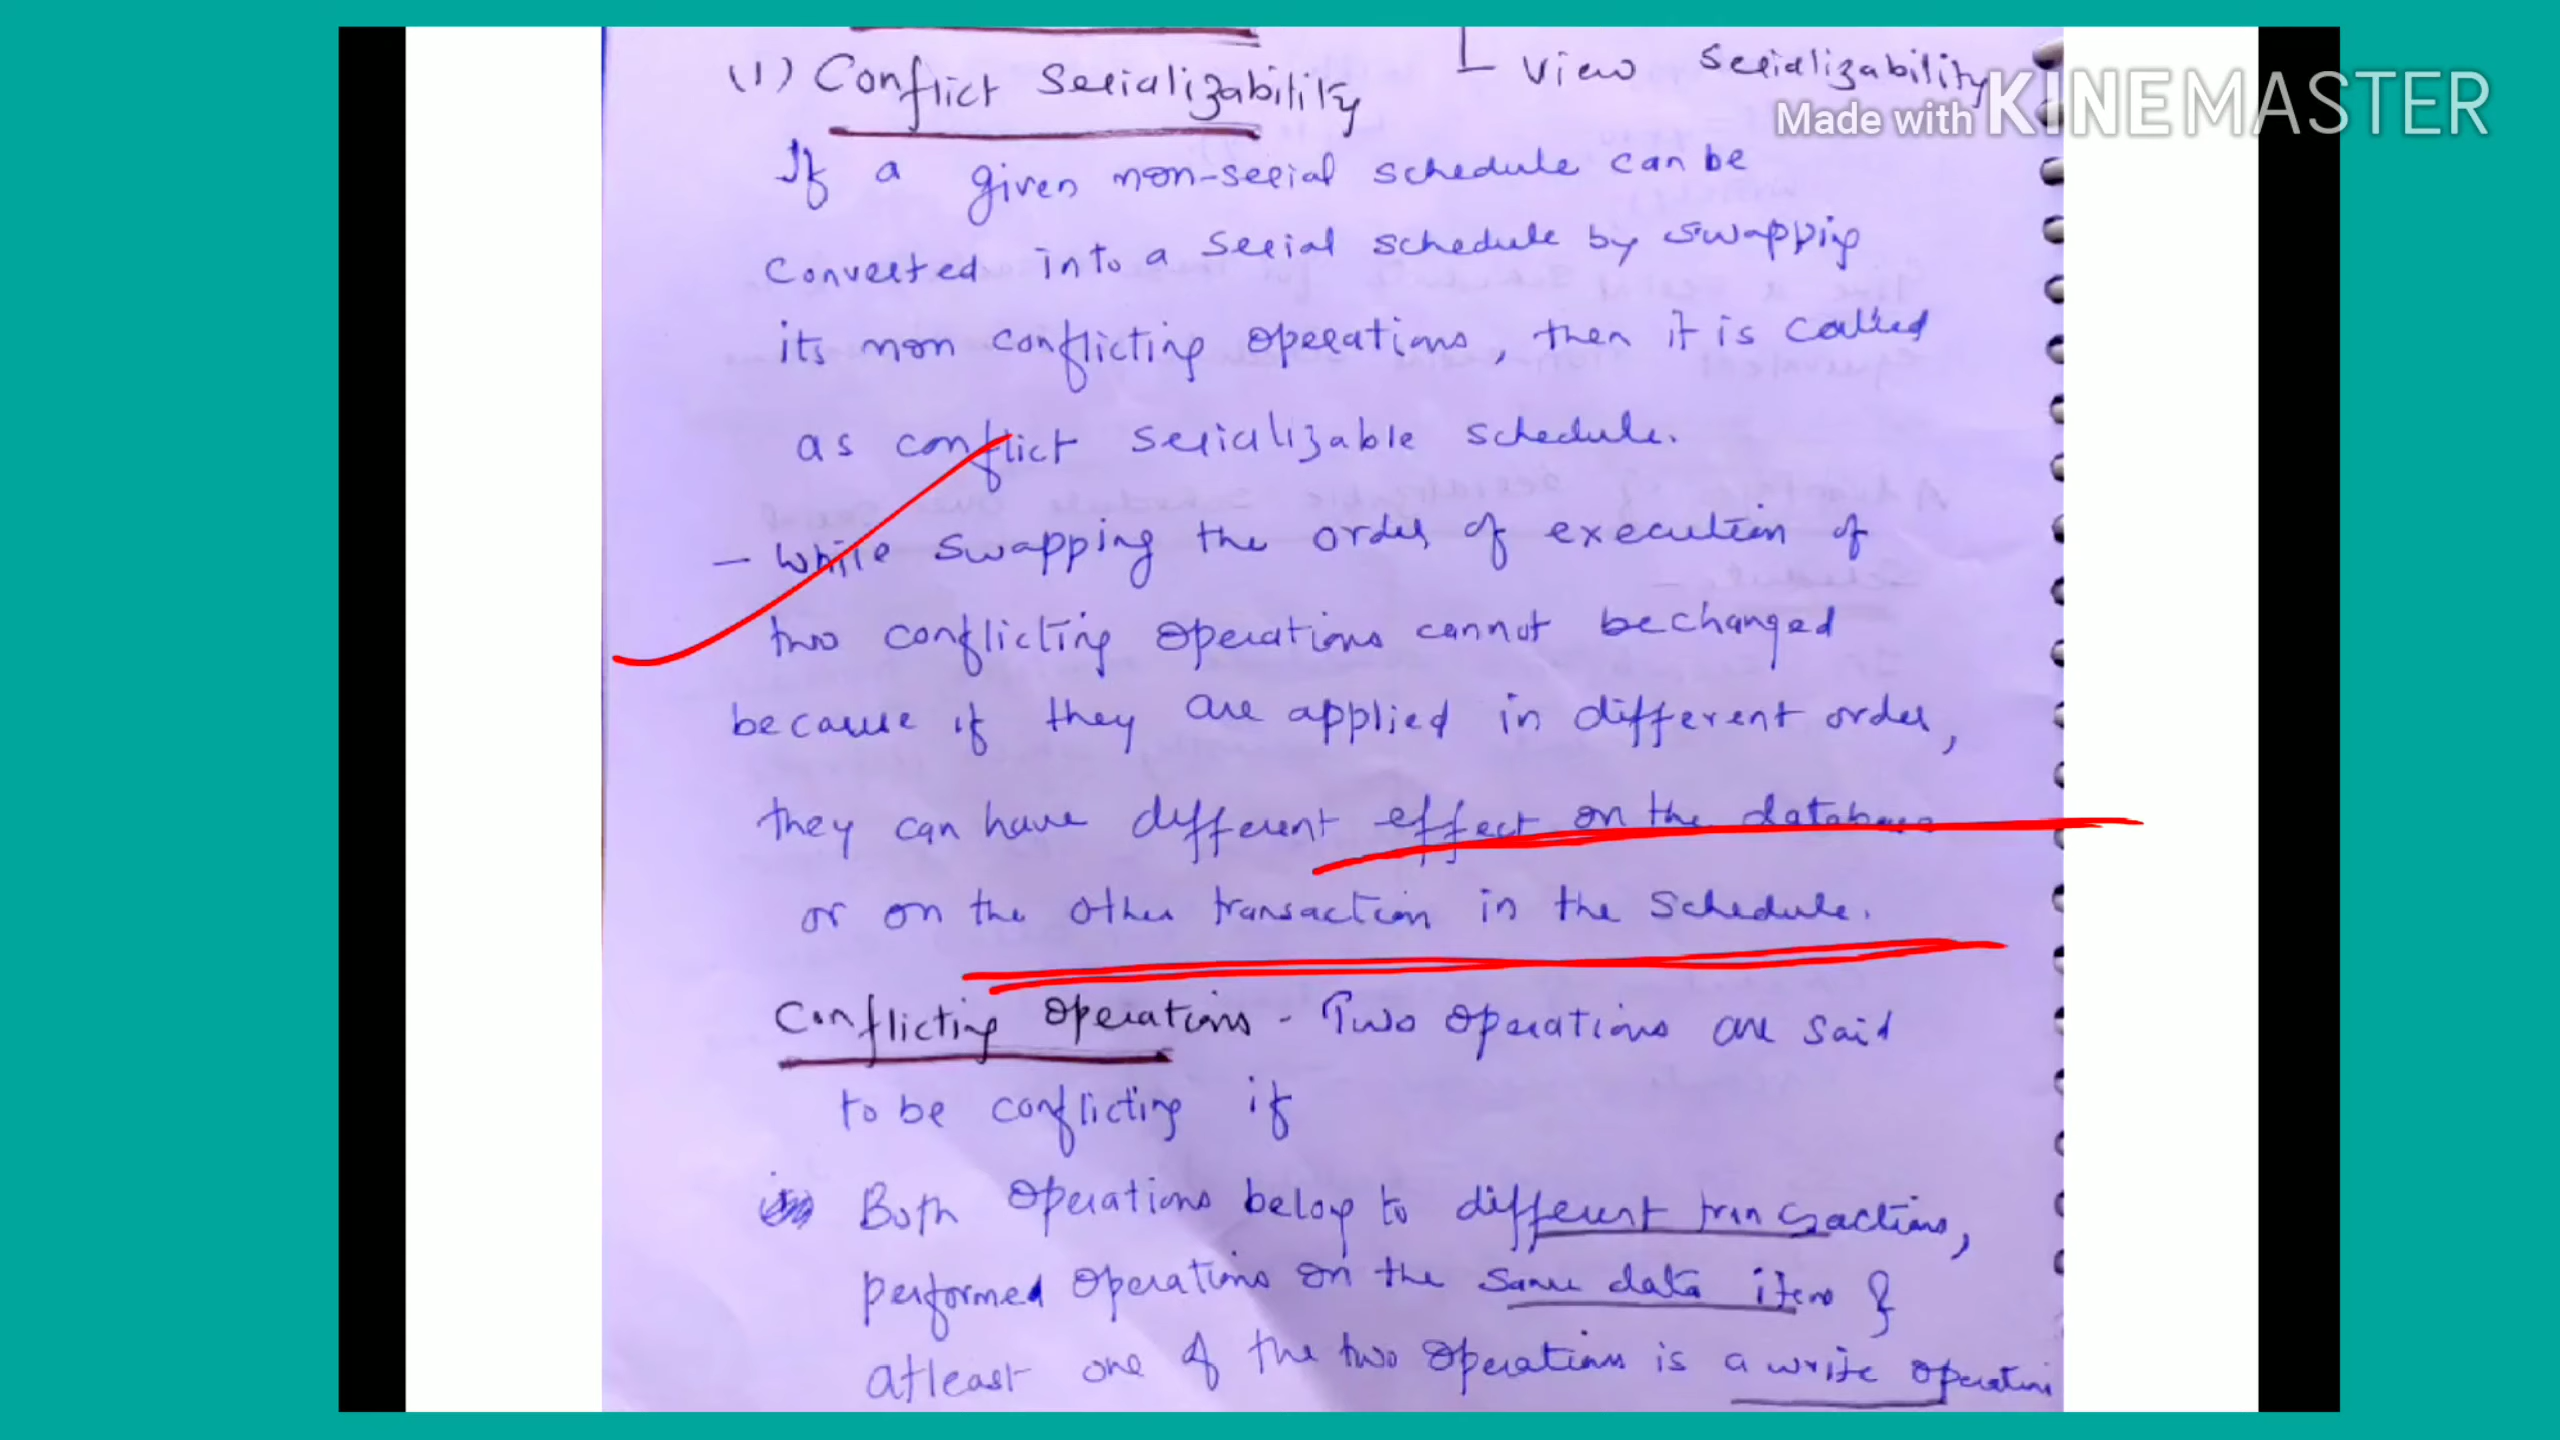 (1) Conflict Serializability
└ View Serializability
Made with KINEMASTER
If a given non-serial schedule can be
converted into a serial schedule by swapping
its non conflicting operations, then it is called
as conflict serializable schedule.
- While swapping the order of execution of
two conflicting operations cannot be changed
because if they are applied in different order,
they can have different effect on the database
or on the other transaction in the schedule.
Conflicting Operations - Two operations are said
to be conflicting if
Both operations belong to different transactions,
performed operations on the same data item &
atleast one of the two operations is a write operation